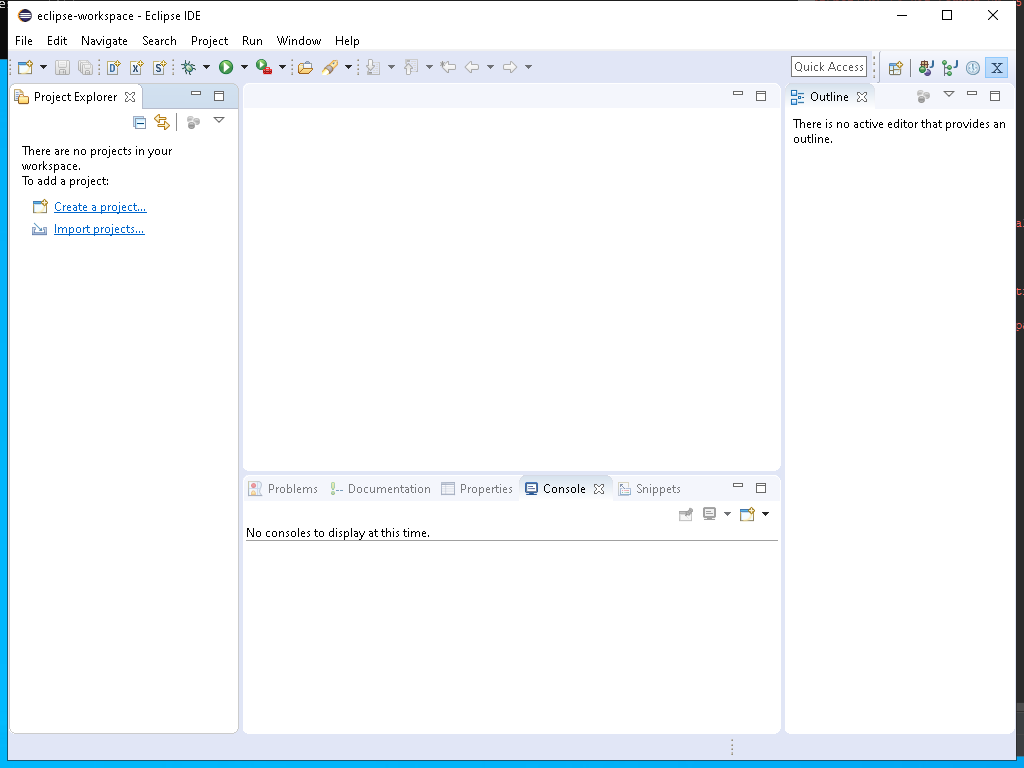 eclipse-workspace - Eclipse IDE
File Edit Navigate Search Project Run Window Help
Quick Access
Project Explorer
There are no projects in your
workspace.
To add a project:
Create a project...
Import projects...
Outline
There is no active editor that provides an
outline.
Problems Documentation Properties Console Snippets
No consoles to display at this time.